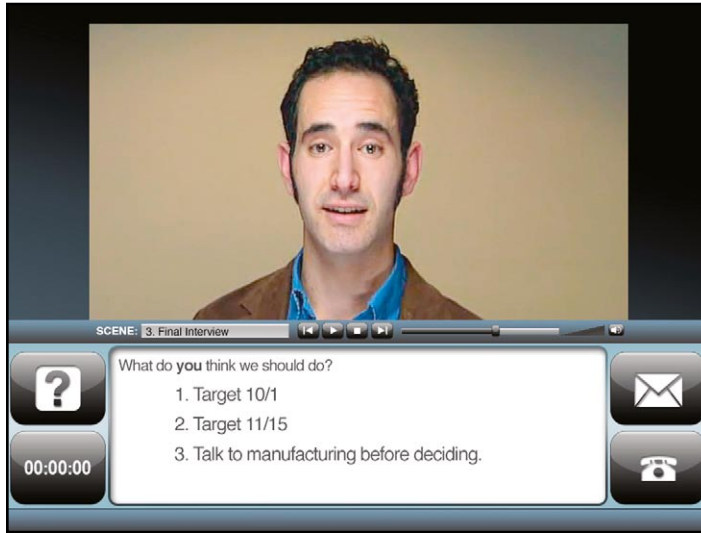 SCENE: 3. Final Interview
What do you think we should do?
1. Target 10/1
2. Target 11/15
3. Talk to manufacturing before deciding.
?
00:00:00